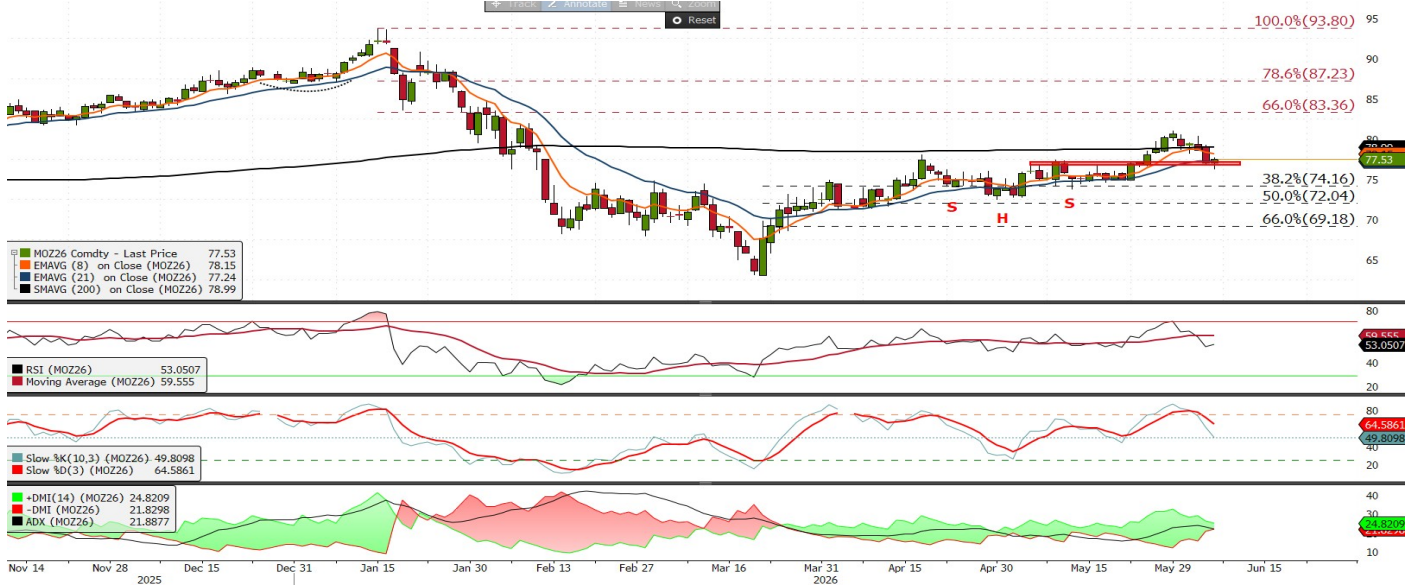 Track Annotate News Zoom
Reset
100.0%(93.80)
78.6%(87.23)
66.0%(83.36)
38.2%(74.16)
50.0%(72.04)
66.0%(69.18)
95
90
85
80
78.99
77.53
75
70
65
S
H
S
MOZ26 Comdty - Last Price 77.53
EMAVG (8) on Close (MOZ26) 78.15
EMAVG (21) on Close (MOZ26) 77.24
SMAVG (200) on Close (MOZ26) 78.99
80
59.555
53.0507
40
20
RSI (MOZ26) 53.0507
Moving Average (MOZ26) 59.555
80
64.5861
49.8098
40
20
Slow %K(10,3) (MOZ26) 49.8098
Slow %D(3) (MOZ26) 64.5861
+DMI(14) (MOZ26) 24.8209
-DMI (MOZ26) 21.8298
ADX (MOZ26) 21.8877
40
30
24.8209
21.8298
10
Nov 14 Nov 28 Dec 15 Dec 31 Jan 15 Jan 30 Feb 13 Feb 27 Mar 16 Mar 31 Apr 15 Apr 30 May 15 May 29 Jun 15
2025 2026